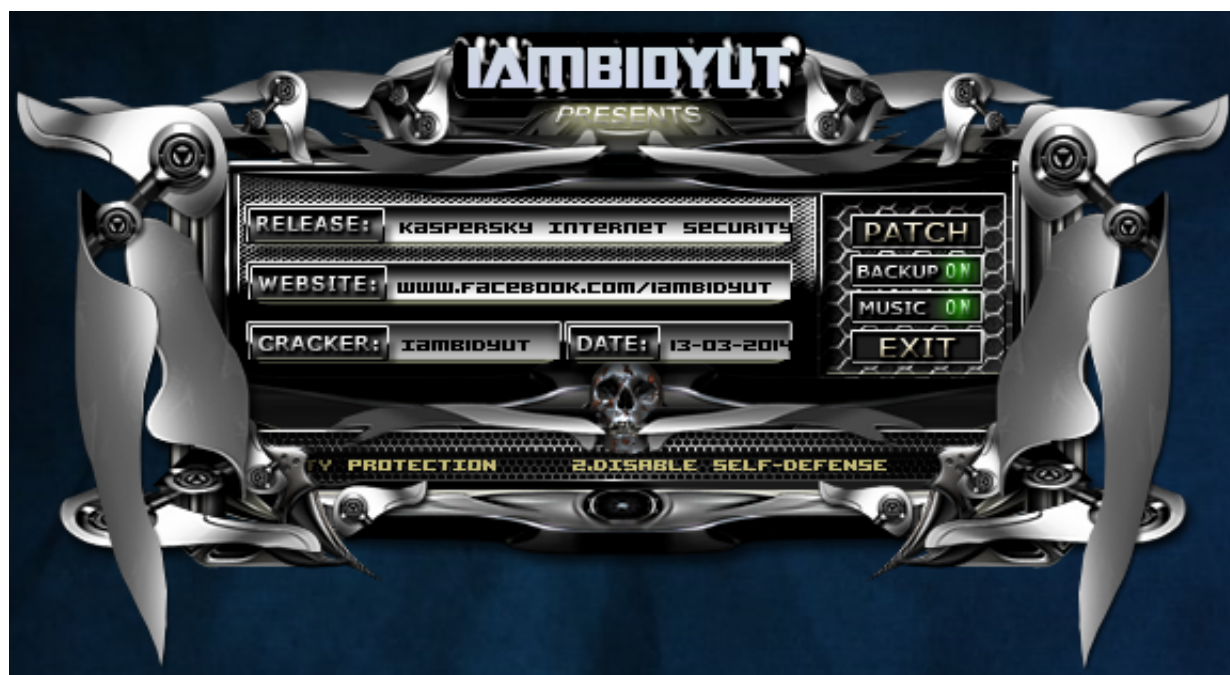 IAMBIDYUT
PRESENTS
RELEASE: KASPERSKY INTERNET SECURITY
WEBSITE: WWW.FACEBOOK.COM/IAMBIDYUT
CRACKER: IAMBIDYUT DATE: 13-03-2014
PATCH
BACKUP ON
MUSIC ON
EXIT
TY PROTECTION 2.DISABLE SELF-DEFENSE